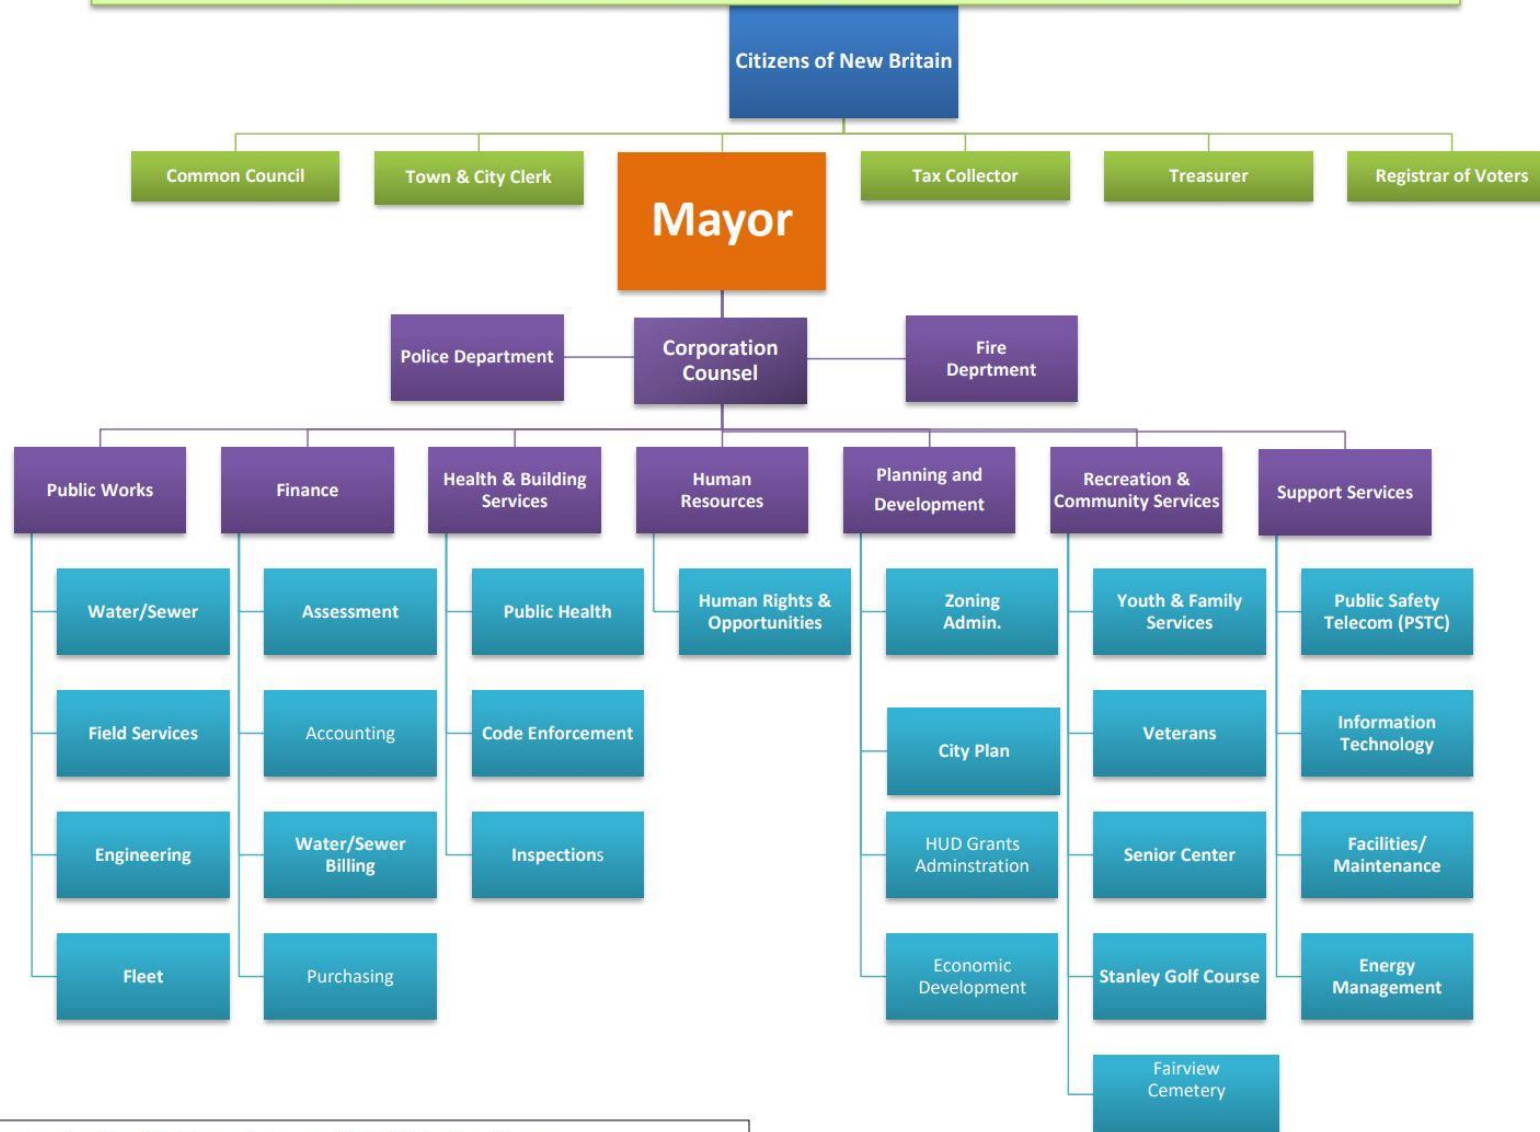 Citizens of New Britain
Common Council
Town & City Clerk
Mayor
Tax Collector
Treasurer
Registrar of Voters
Police Department
Corporation
Counsel
Fire
Deprtment
Public Works
Finance
Health & Building
Services
Human
Resources
Planning and
Development
Recreation &
Community Services
Support Services
Water/Sewer
Assessment
Public Health
Human Rights &
Opportunities
Zoning
Admin.
Youth & Family
Services
Public Safety
Telecom (PSTC)
Field Services
Accounting
Code Enforcement
City Plan
Veterans
Information
Technology
Engineering
Water/Sewer
Billing
Inspections
HUD Grants
Adminstration
Senior Center
Facilities/
Maintenance
Fleet
Purchasing
Economic
Development
Stanley Golf Course
Energy
Management
Fairview
Cemetery